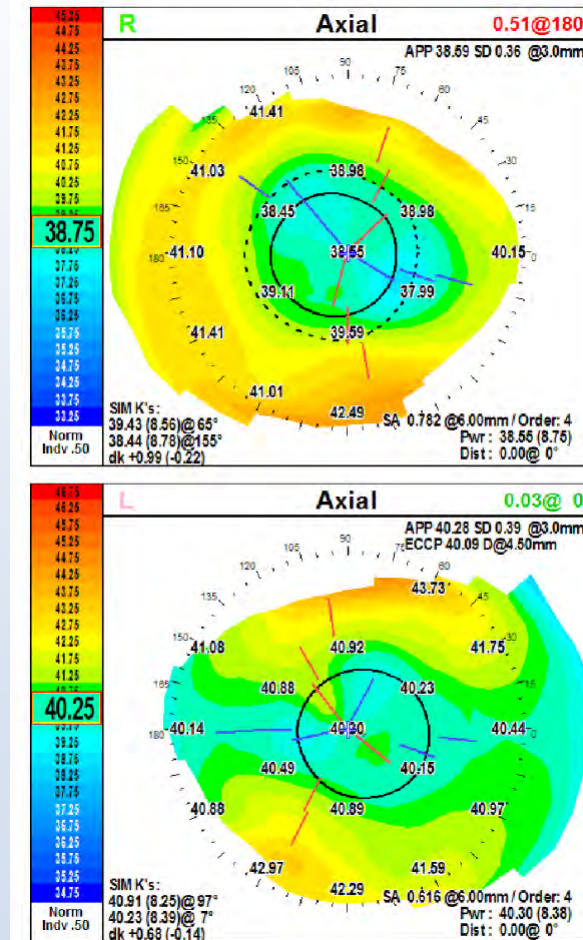 R Axial 0.51@180
APP 38.59 SD 0.36 @3.0mm
45.25
44.75
44.25
43.75
43.25
42.75
42.25
41.75
41.25
40.75
40.25
39.75
38.75
37.75
37.25
36.75
36.25
35.75
35.25
34.75
34.25
33.75
33.25
Norm
Indv .50
105 90 75
120
41.41
135 45
150 41.03 38.98 30
165 38.45 38.98 15
180 41.10 38.55 40.15 0
39.11 37.99
41.41 39.59
41.01
42.49
SIM K's:
39.43 (8.56)@ 65°
38.44 (8.78)@155°
dk +0.99 (-0.22)
SA 0.782 @6.00mm / Order: 4
Pwr: 38.55 (8.75)
Dist: 0.00@ 0°
L Axial 0.03@ 0
APP 40.28 SD 0.39 @3.0mm
ECCP 40.09 D@4.50mm
46.75
46.25
45.75
45.25
44.75
44.25
43.75
43.25
42.75
42.25
41.75
41.25
40.25
39.25
38.75
38.25
37.75
37.25
36.75
36.25
35.75
35.25
34.75
Norm
Indv .50
105 90 75
120 60
43.73
135 45
150 41.08 40.92 41.75 30
165 40.88 40.23 15
180 40.14 40.30 40.44 0
40.49 40.15
40.88 40.89 40.97
42.97 41.59
42.29
SIM K's:
40.91 (8.25)@ 97°
40.23 (8.39)@ 7°
dk +0.68 (-0.14)
SA 0.616 @6.00mm / Order: 4
Pwr: 40.30 (8.38)
Dist: 0.00@ 0°